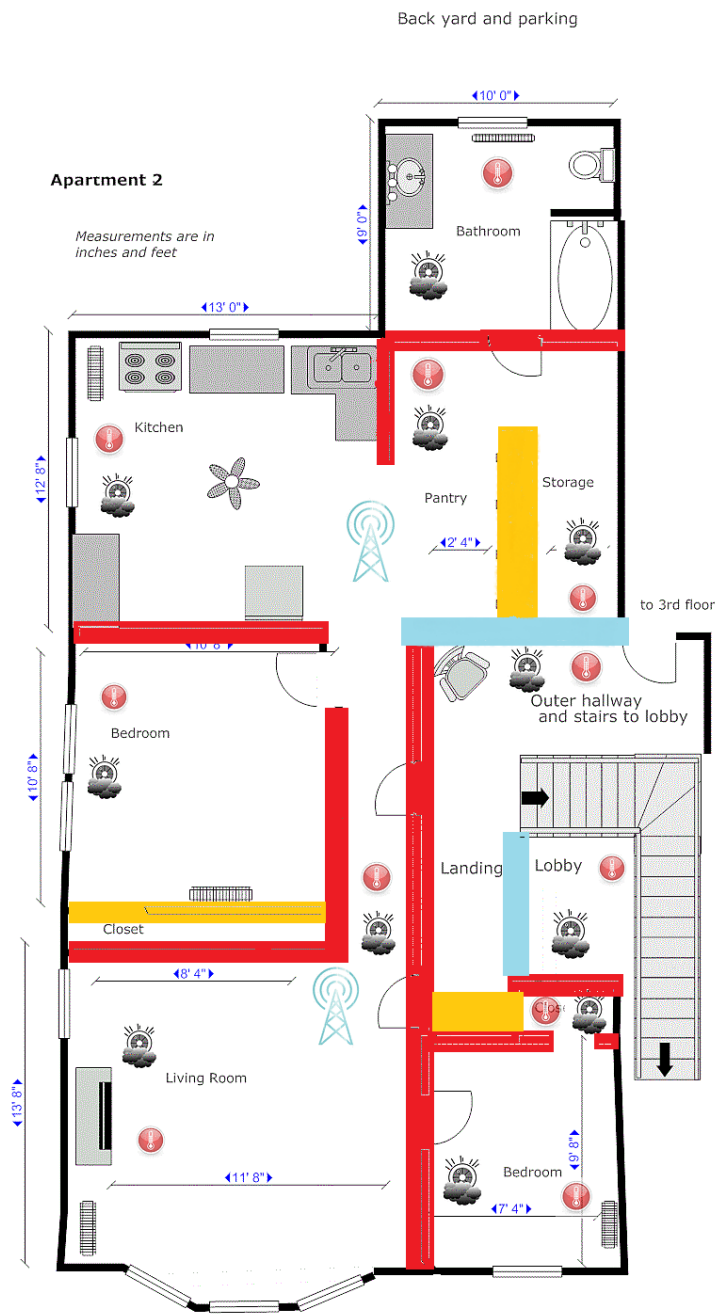 Back yard and parking
10' 0"
Apartment 2
9' 0"
Bathroom
Measurements are in
inches and feet
13' 0"
Kitchen
12' 8"
Pantry
Storage
2' 4"
to 3rd floor
10' 8"
Outer hallway
and stairs to lobby
Bedroom
10' 8"
Landing
Lobby
Closet
8' 4"
Living Room
13' 8"
11' 8"
9' 8"
Bedroom
7' 4"